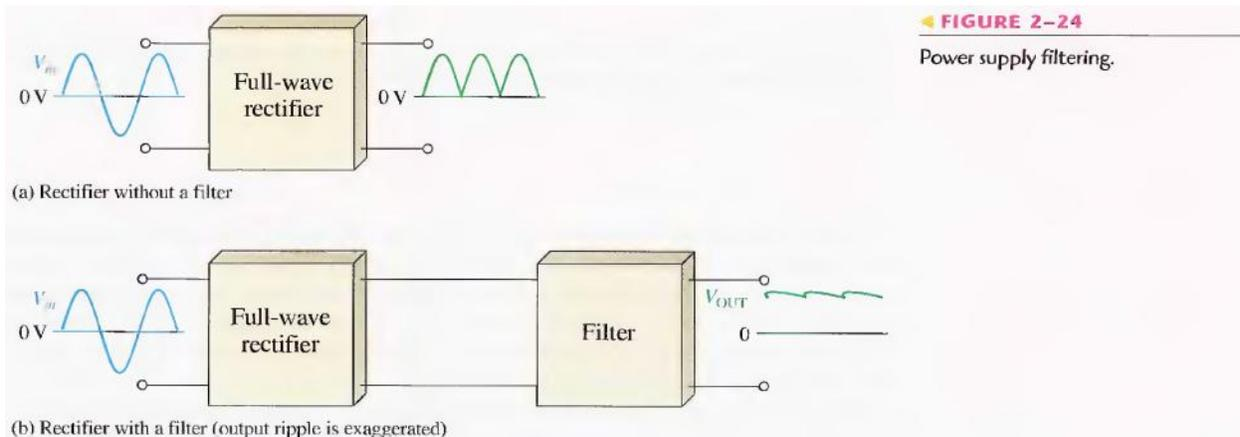 ◄ FIGURE 2–24
Power supply filtering.
0 V
Full-wave
rectifier
0 V
(a) Rectifier without a filter
0 V
Full-wave
rectifier
Filter
V_OUT
0
(b) Rectifier with a filter (output ripple is exaggerated)